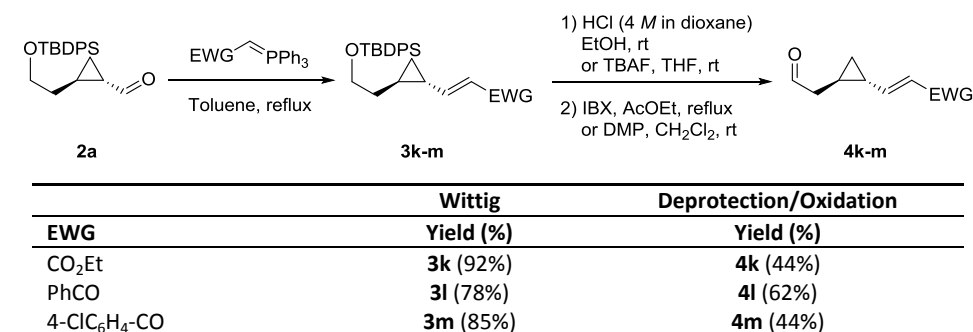 OTBDPS
O
2a
EWG
PPh3
Toluene, reflux
OTBDPS
EWG
3k-m
1) HCl (4 M in dioxane)
EtOH, rt
or TBAF, THF, rt
2) IBX, AcOEt, reflux
or DMP, CH2Cl2, rt
O
EWG
4k-m
Wittig Deprotection/Oxidation
EWG Yield (%) Yield (%)
CO2Et 3k (92%) 4k (44%)
PhCO 3l (78%) 4l (62%)
4-ClC6H4-CO 3m (85%) 4m (44%)